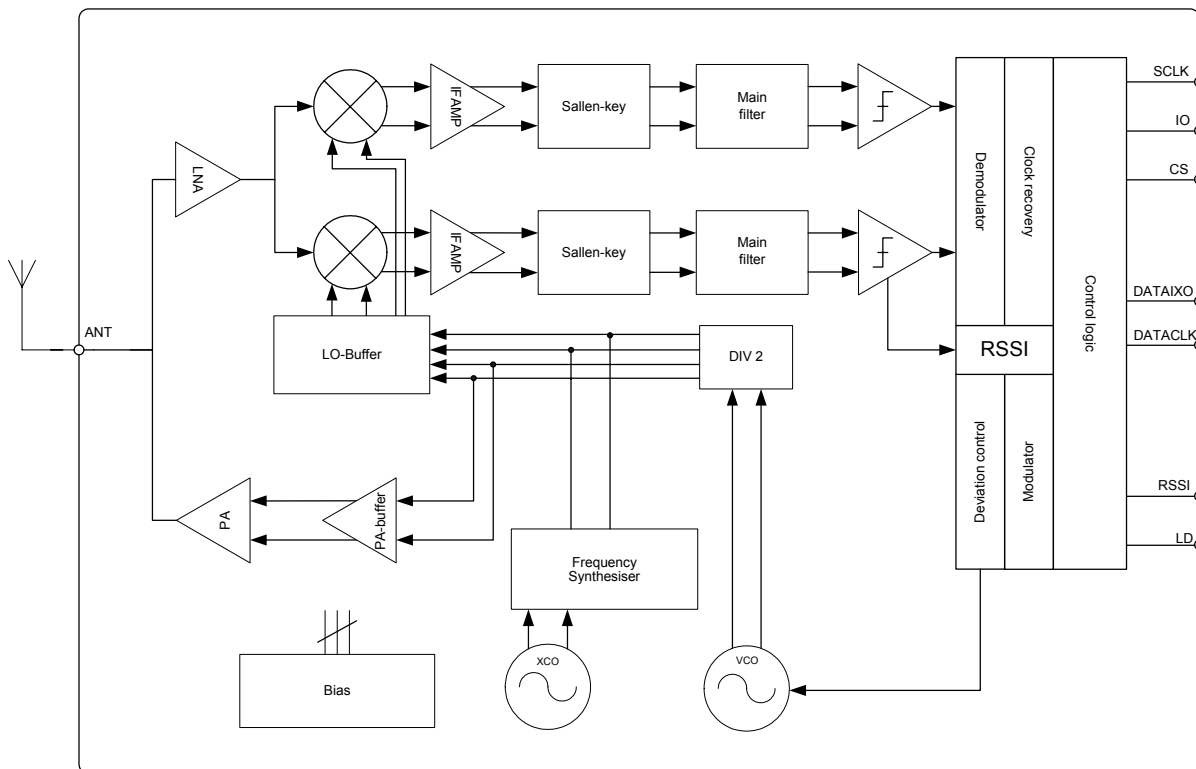 SCLK
IO
CS
DATAIXO
DATACLK
RSSI
LD
ANT
LNA
IFAMP
Sallen-key
Main
filter
IFAMP
Sallen-key
Main
filter
Demodulator
Clock recovery
Control logic
RSSI
Deviation control
Modulator
LO-Buffer
DIV 2
PA
PA-buffer
Frequency
Synthesiser
Bias
XCO
VCO